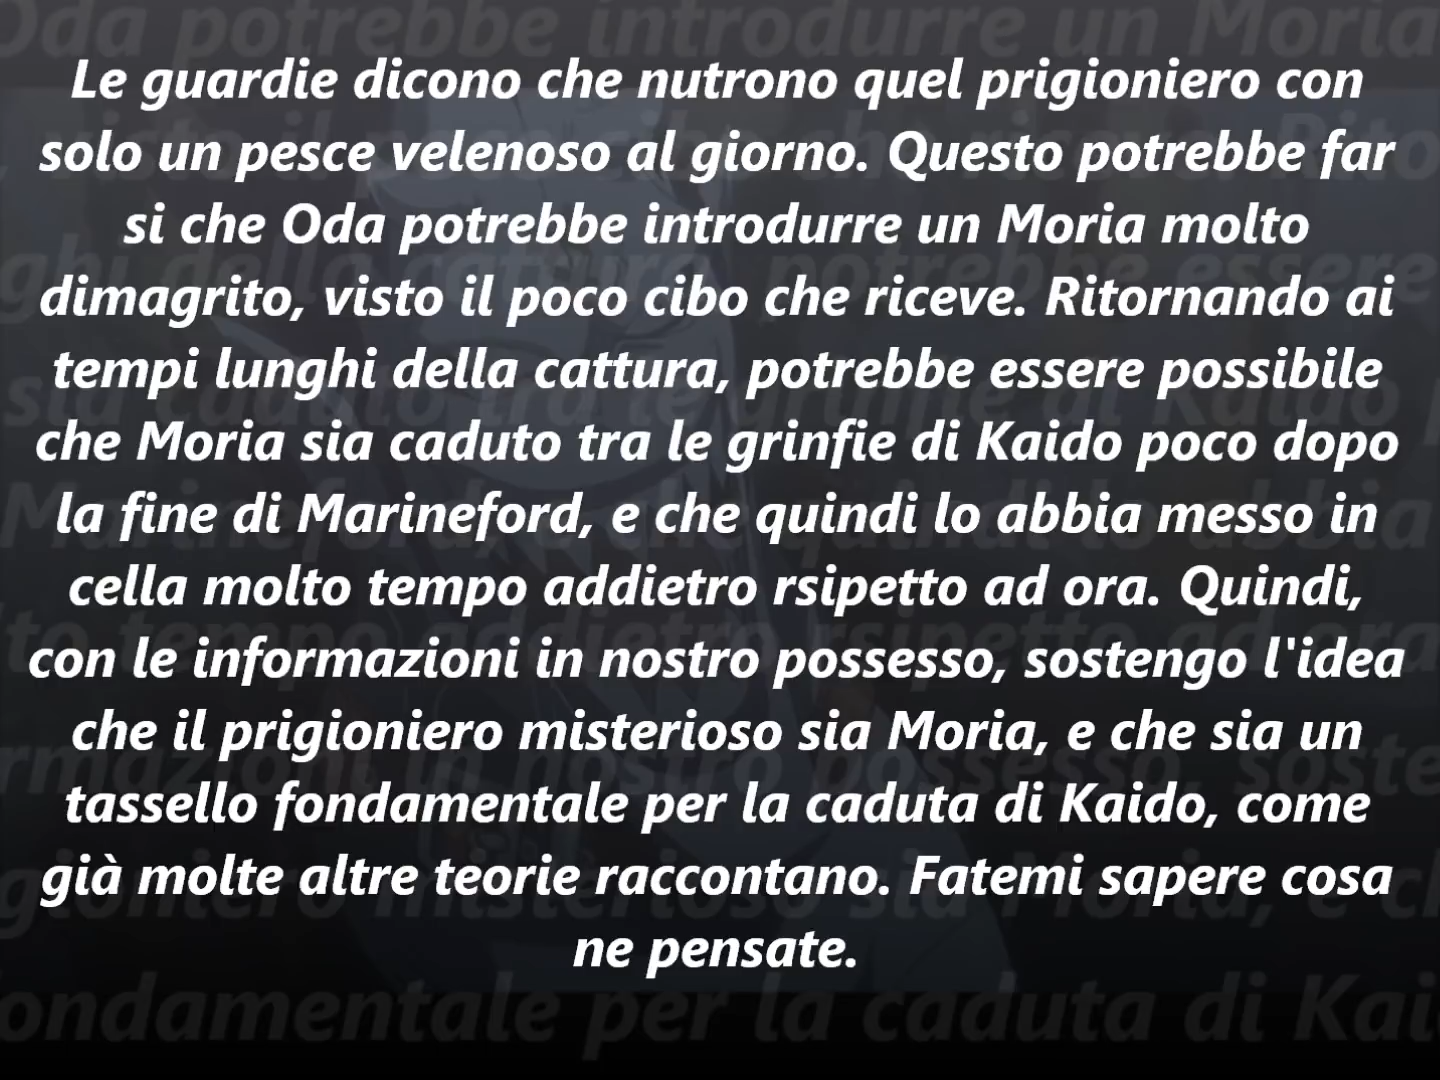 Le guardie dicono che nutrono quel prigioniero con
solo un pesce velenoso al giorno. Questo potrebbe far
si che Oda potrebbe introdurre un Moria molto
dimagrito, visto il poco cibo che riceve. Ritornando ai
tempi lunghi della cattura, potrebbe essere possibile
che Moria sia caduto tra le grinfie di Kaido poco dopo
la fine di Marineford, e che quindi lo abbia messo in
cella molto tempo addietro rsipetto ad ora. Quindi,
con le informazioni in nostro possesso, sostengo l'idea
che il prigioniero misterioso sia Moria, e che sia un
tassello fondamentale per la caduta di Kaido, come
già molte altre teorie raccontano. Fatemi sapere cosa
ne pensate.